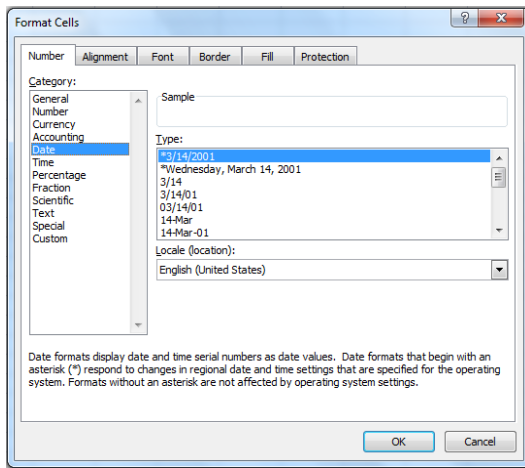 Format Cells
Number Alignment Font Border Fill Protection
Category:
General
Number
Currency
Accounting
Date
Time
Percentage
Fraction
Scientific
Text
Special
Custom
Sample
Type:
*3/14/2001
*Wednesday, March 14, 2001
3/14
3/14/01
03/14/01
14-Mar
14-Mar-01
Locale (location):
English (United States)
Date formats display date and time serial numbers as date values. Date formats that begin with an
asterisk (*) respond to changes in regional date and time settings that are specified for the operating
system. Formats without an asterisk are not affected by operating system settings.
OK Cancel